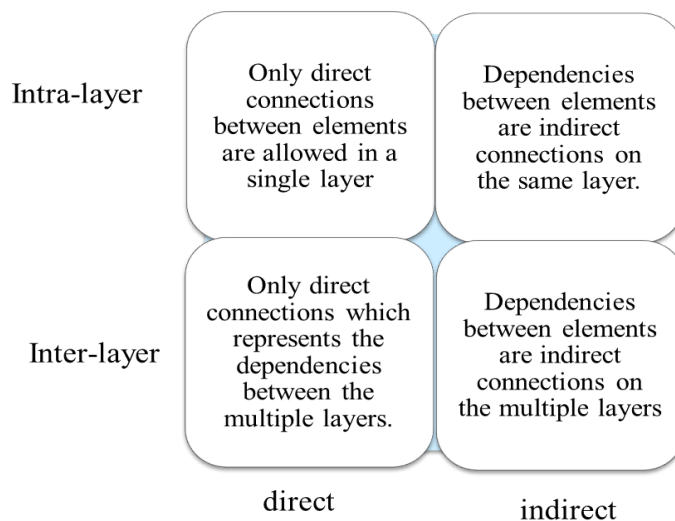 Intra-layer
Only direct
connections
between elements
are allowed in a
single layer
Dependencies
between elements
are indirect
connections on
the same layer.
Inter-layer
Only direct
connections which
represents the
dependencies
between the
multiple layers.
Dependencies
between elements
are indirect
connections on
the multiple layers
direct
indirect